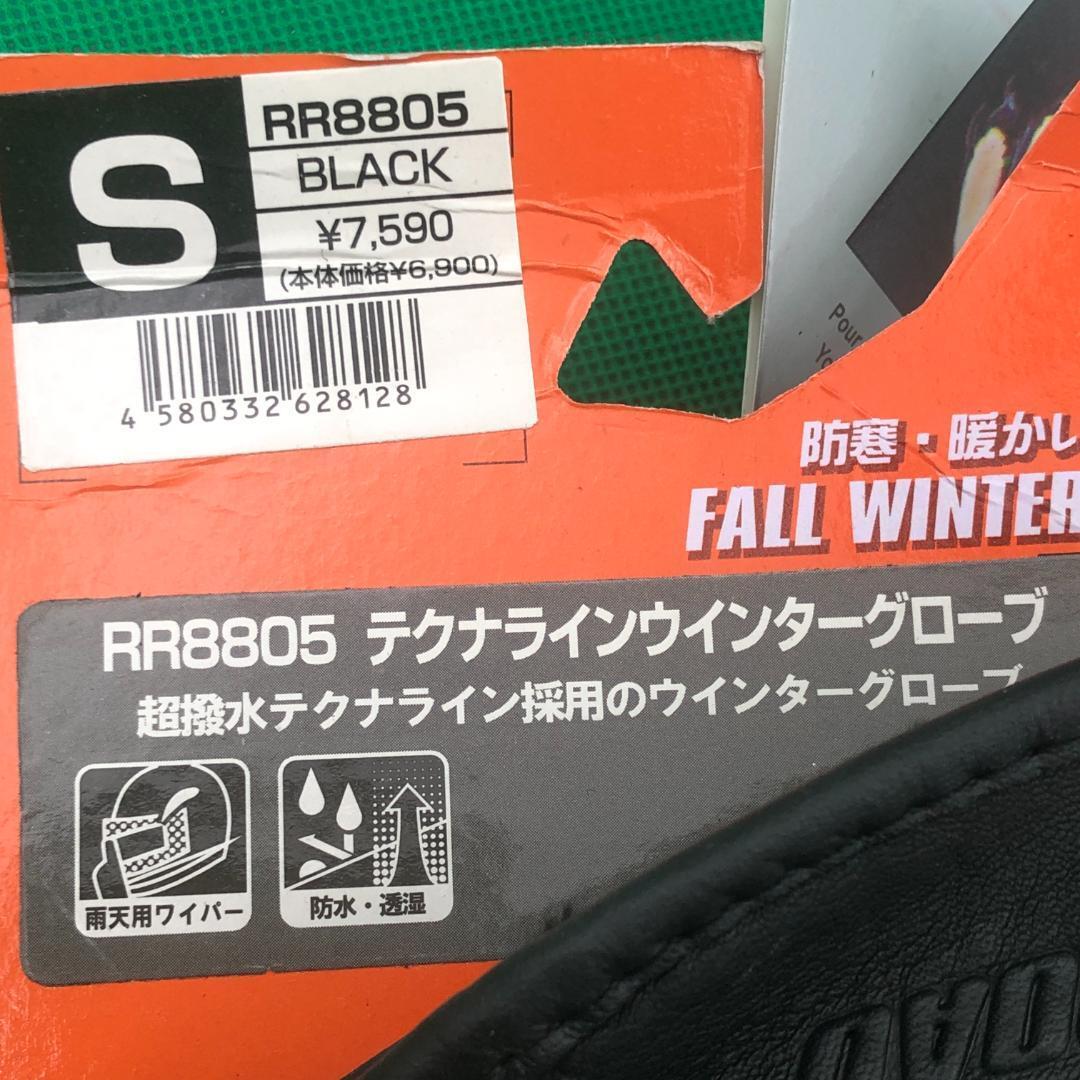 S
RR8805
BLACK
¥7,590
(本体価格¥6,900)
4 580332 628128
Pour
防寒・暖かい
FALL WINTER
RR8805 テクナラインウインターグローブ
超撥水テクナライン採用のウインターグローブ
雨天用ワイパー
防水・透湿